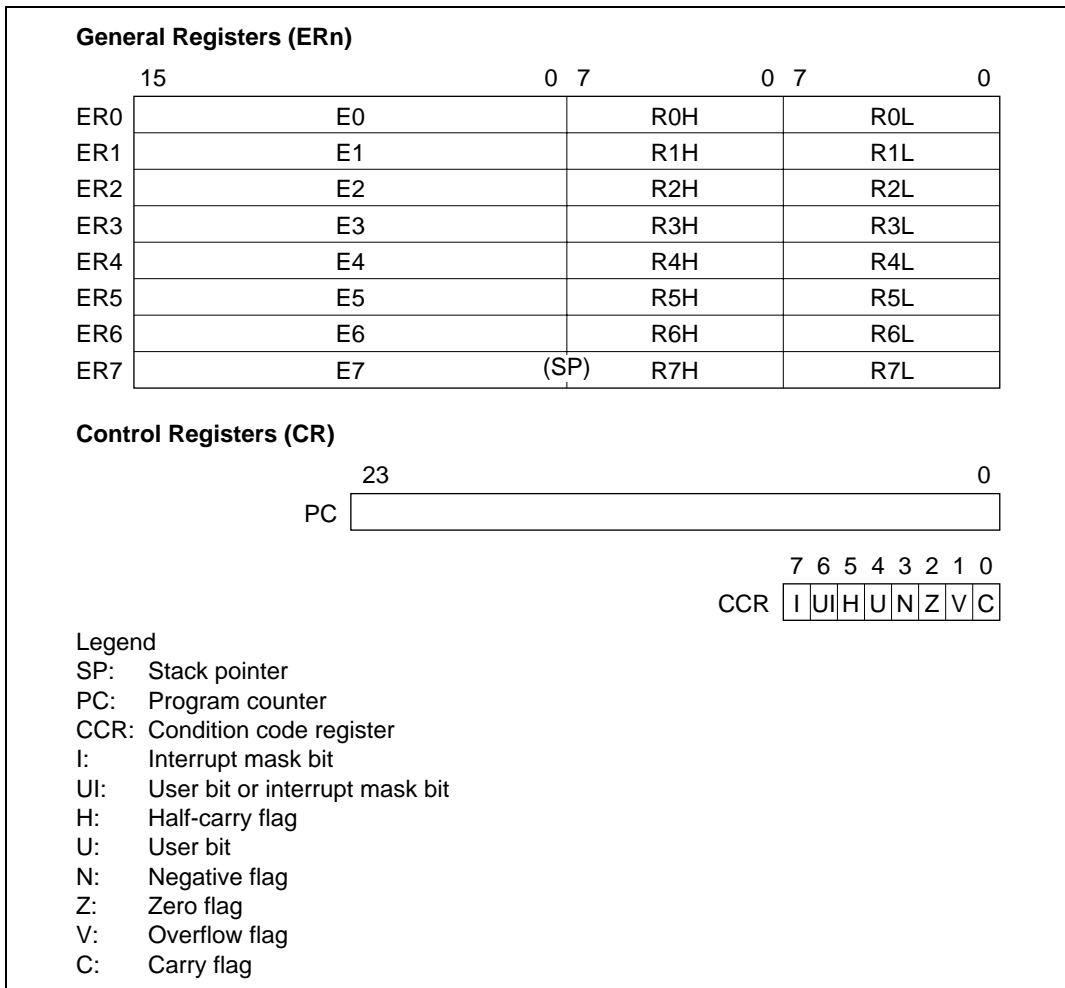 General Registers (ERn)
15 0 7 0 7 0
ER0 E0 R0H R0L
ER1 E1 R1H R1L
ER2 E2 R2H R2L
ER3 E3 R3H R3L
ER4 E4 R4H R4L
ER5 E5 R5H R5L
ER6 E6 R6H R6L
ER7 E7 (SP) R7H R7L
Control Registers (CR)
23 0
PC
7 6 5 4 3 2 1 0
CCR I UI H U N Z V C
Legend
SP: Stack pointer
PC: Program counter
CCR: Condition code register
I: Interrupt mask bit
UI: User bit or interrupt mask bit
H: Half-carry flag
U: User bit
N: Negative flag
Z: Zero flag
V: Overflow flag
C: Carry flag